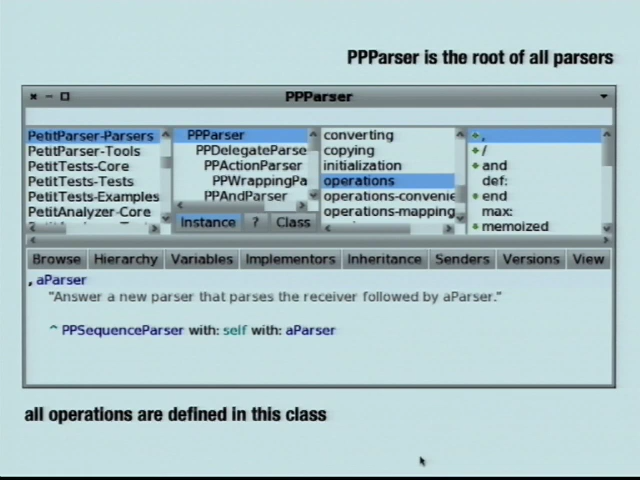 PPParser is the root of all parsers
PPParser
PetitParser-Parsers
PetitParser-Tools
PetitTests-Core
PetitTests-Tests
PetitTests-Examples
PetitAnalyzer-Core
PPParser
PPDelegateParse
PPActionParser
PPWrappingPa
PPAndParser
Instance ? Class
converting
copying
initialization
operations
operations-convenie
operations-mapping
,
/
and
def:
end
max:
memoized
Browse Hierarchy Variables Implementors Inheritance Senders Versions View
, aParser
"Answer a new parser that parses the receiver followed by aParser."
^ PPSequenceParser with: self with: aParser
all operations are defined in this class